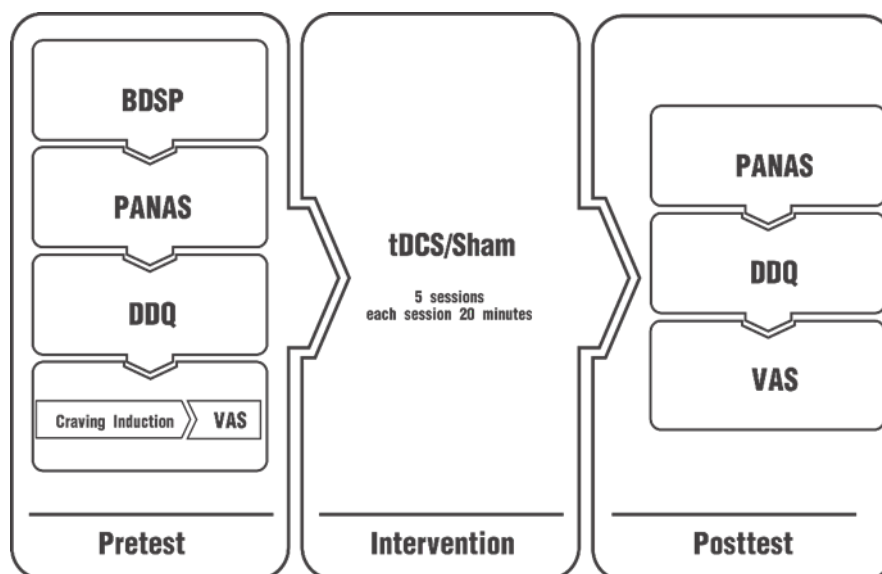 BDSP
PANAS
DDQ
Craving Induction VAS
Pretest
tDCS/Sham
5 sessions
each session 20 minutes
Intervention
PANAS
DDQ
VAS
Posttest